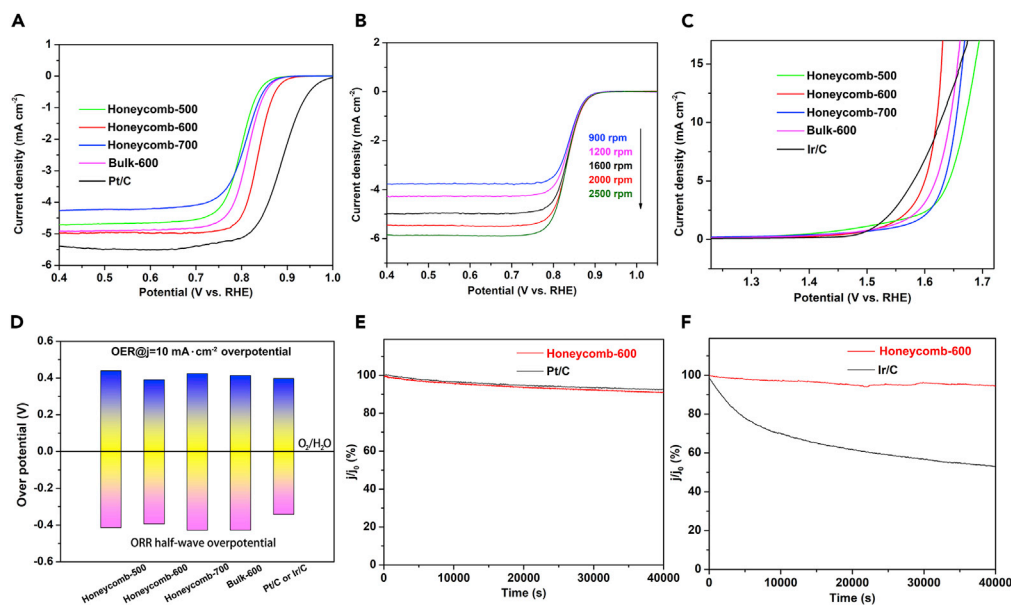 A
Current density (mA cm⁻²)
0
-1
-2
-3
-4
-5
-6
Honeycomb-500
Honeycomb-600
Honeycomb-700
Bulk-600
Pt/C
0.4
0.5
0.6
0.7
0.8
0.9
1.0
Potential (V vs. RHE)
B
Current density (mA cm⁻²)
2
0
-2
-4
-6
900 rpm
1200 rpm
1600 rpm
2000 rpm
2500 rpm
0.4
0.5
0.6
0.7
0.8
0.9
1.0
Potential (V vs. RHE)
C
Current density (mA cm⁻²)
15
10
5
0
Honeycomb-500
Honeycomb-600
Honeycomb-700
Bulk-600
Ir/C
1.3
1.4
1.5
1.6
1.7
Potential (V vs. RHE)
D
Over potential (V)
0.6
0.4
0.2
0.0
-0.2
-0.4
-0.6
OER@j=10 mA·cm⁻² overpotential
O₂/H₂O
ORR half-wave overpotential
Honeycomb-500
Honeycomb-600
Honeycomb-700
Bulk-600
Pt/C or Ir/C
E
j/j₀ (%)
100
80
60
40
20
0
Honeycomb-600
Pt/C
0
10000
20000
30000
40000
Time (s)
F
j/j₀ (%)
100
80
60
40
20
0
Honeycomb-600
Ir/C
0
10000
20000
30000
40000
Time (s)